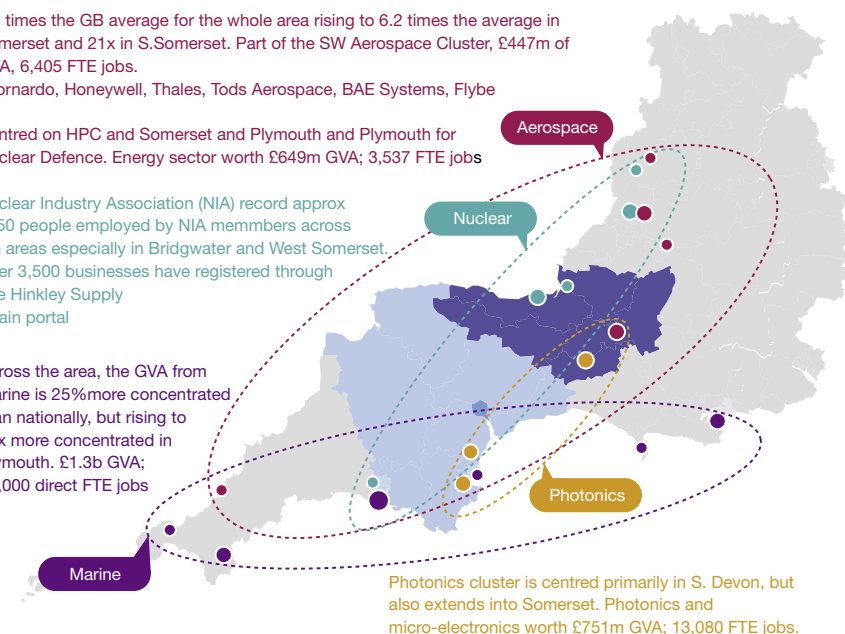 times the GB average for the whole area rising to 6.2 times the average in
merset and 21x in S.Somerset. Part of the SW Aerospace Cluster, £447m of
A, 6,405 FTE jobs.
ornardo, Honeywell, Thales, Tods Aerospace, BAE Systems, Flybe
Aerospace
ntred on HPC and Somerset and Plymouth and Plymouth for
clear Defence. Energy sector worth £649m GVA; 3,537 FTE jobs
Nuclear
clear Industry Association (NIA) record approx
50 people employed by NIA memmbers across
e areas especially in Bridgwater and West Somerset.
er 3,500 businesses have registered through
e Hinkley Supply
ain portal
ross the area, the GVA from
arine is 25%more concentrated
an nationally, but rising to
x more concentrated in
ymouth. £1.3b GVA;
,000 direct FTE jobs
Photonics
Marine
Photonics cluster is centred primarily in S. Devon, but
also extends into Somerset. Photonics and
micro-electronics worth £751m GVA; 13,080 FTE jobs.